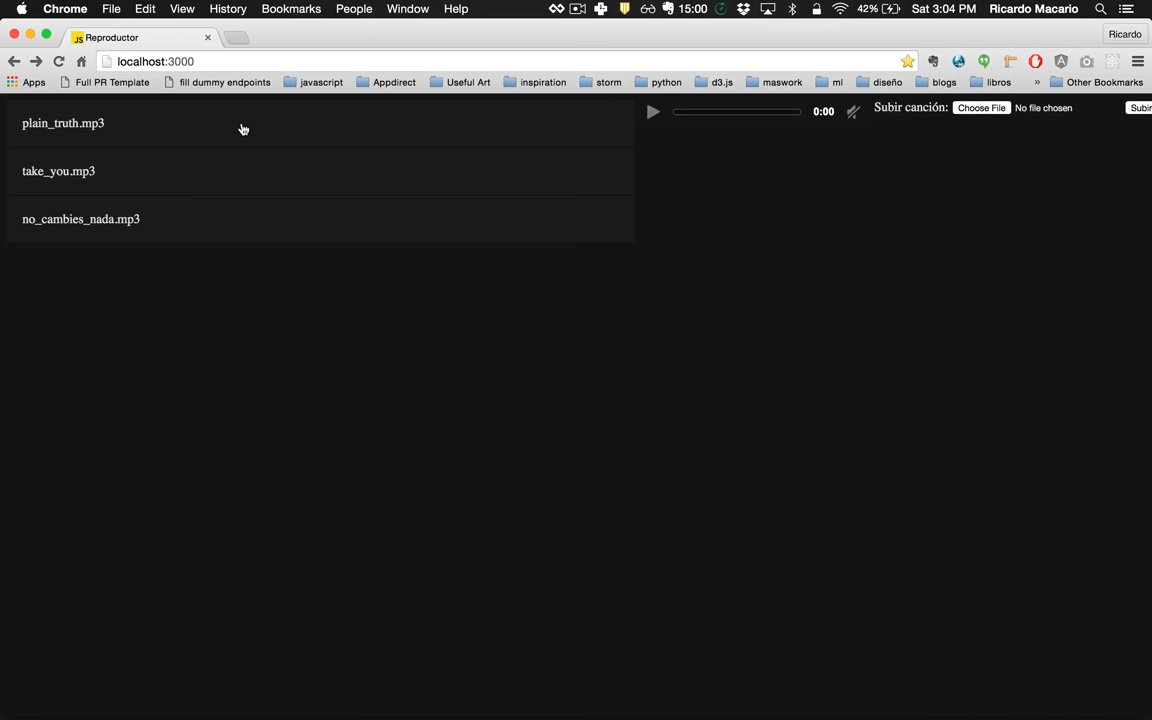 Chrome File Edit View History Bookmarks People Window Help 15:00 42% Sat 3:04 PM Ricardo Macario
JS Reproductor × Ricardo
localhost:3000
Apps Full PR Template fill dummy endpoints javascript Appdirect Useful Art inspiration storm python d3.js maswork ml diseño blogs libros » Other Bookmarks
plain_truth.mp3
0:00 Subir canción: Choose File No file chosen Subir
take_you.mp3
no_cambies_nada.mp3